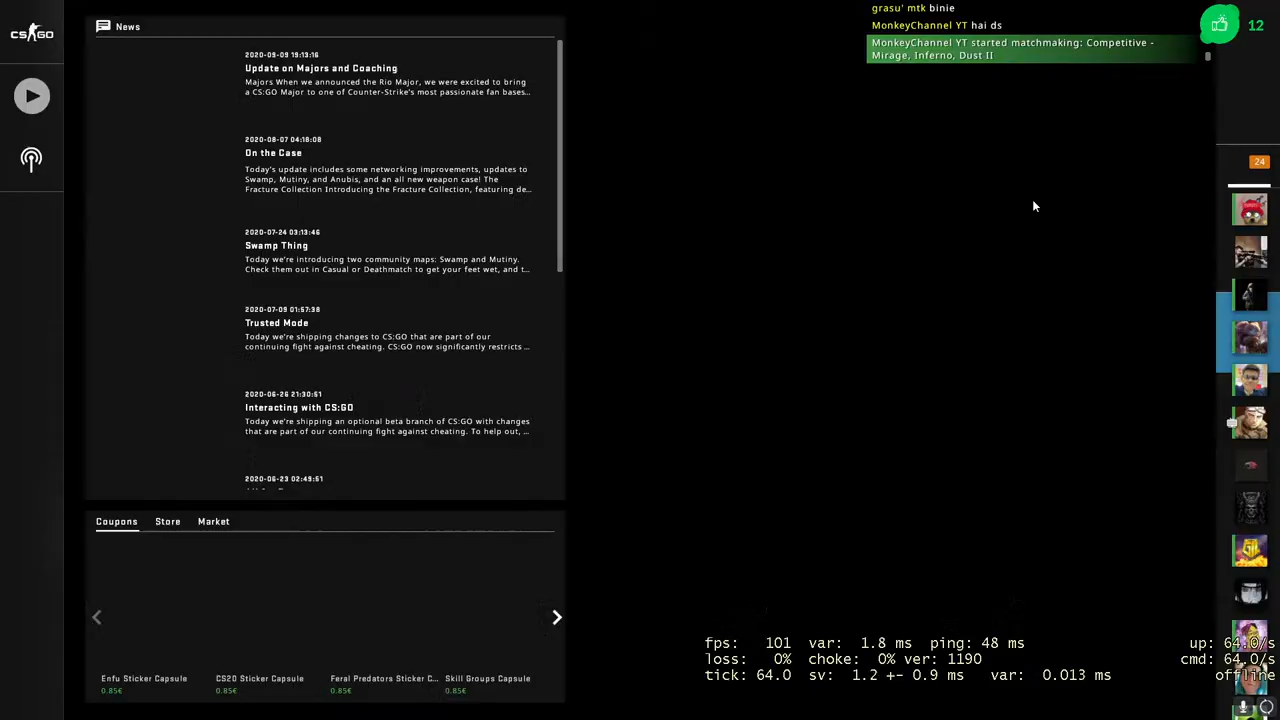 CS:GO
News
2020-09-09 19:13:16
Update on Majors and Coaching
Majors When we announced the Rio Major, we were excited to bring
a CS:GO Major to one of Counter-Strike's most passionate fan bases...
2020-08-07 04:18:08
On the Case
Today's update includes some networking improvements, updates to
Swamp, Mutiny, and Anubis, and an all new weapon case! The
Fracture Collection Introducing the Fracture Collection, featuring de...
2020-07-24 03:13:46
Swamp Thing
Today we're introducing two community maps: Swamp and Mutiny.
Check them out in Casual or Deathmatch to get your feet wet, and t...
2020-07-09 01:57:38
Trusted Mode
Today we're shipping changes to CS:GO that are part of our
continuing fight against cheating. CS:GO now significantly restricts ...
2020-06-26 21:30:51
Interacting with CS:GO
Today we're shipping an optional beta branch of CS:GO with changes
that are part of our continuing fight against cheating. To help out, ...
2020-06-23 02:49:51
Coupons Store Market
Enfu Sticker Capsule
0.85€
CS20 Sticker Capsule
0.85€
Feral Predators Sticker C...
0.85€
Skill Groups Capsule
0.85€
grasu' mtk binie
MonkeyChannel YT hai ds
MonkeyChannel YT started matchmaking: Competitive -
Mirage, Inferno, Dust II
12
24
fps: 101 var: 1.8 ms ping: 48 ms up: 64.0/s
loss: 0% choke: 0% ver: 1190 cmd: 64.0/s
tick: 64.0 sv: 1.2 +- 0.9 ms var: 0.013 ms offline